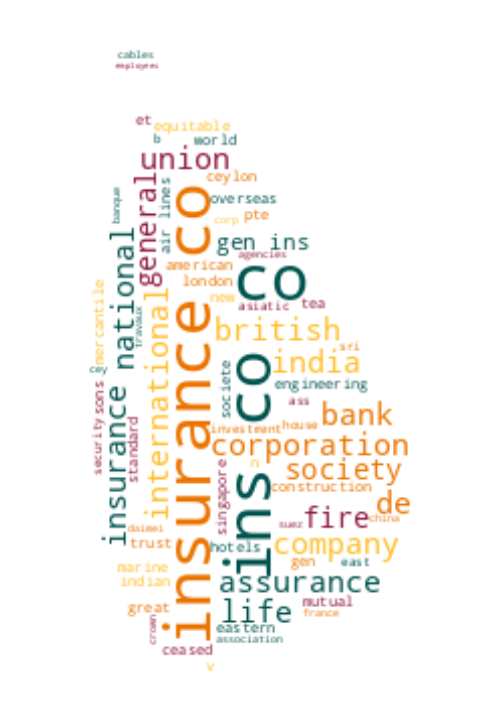 cables
employees
et
equitable
b
world
union
ceylon
banque
general
air lines
co
overseas
corp
pte
gen ins
national
agencies
american
co
london
new
asiatic
tea
mercantile
travaux
international
insurance co
british
sri
india
cey
societe
ins co
engineering
security
sons
insurance
standard
ass
bank
investment
house
corporation
n
society
singapore
construction
de
suez
fire
china
daimei
trust
hotels
company
gen
east
marine
indian
assurance
great
life
mutual
france
crown
eastern
association
ceased
v